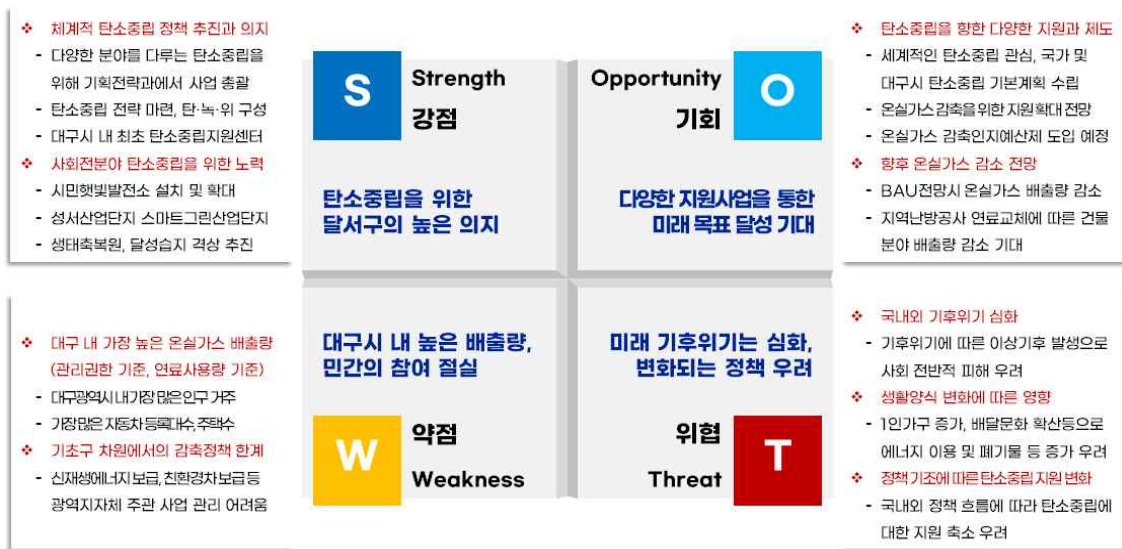 ❖ 체계적 탄소중립 정책 추진과 의지
- 다양한 분야를 다루는 탄소중립을
위해 기획전략과에서 사업 총괄
- 탄소중립 전략 마련, 탄·녹·위 구성
- 대구시 내 최초 탄소중립지원센터
❖ 사회전분야 탄소중립을 위한 노력
- 시민햇빛발전소 설치 및 확대
- 성서산업단지 스마트그린산업단지
- 생태축복원, 달성습지 격상 추진
S
Strength
강점
탄소중립을 위한
달서구의 높은 의지
Opportunity
기회
O
다양한 지원사업을 통한
미래 목표 달성 기대
❖ 탄소중립을 향한 다양한 지원과 제도
- 세계적인 탄소중립 관심, 국가 및
대구시 탄소중립 기본계획 수립
- 온실가스 감축을 위한 지원 확대 전망
- 온실가스 감축인지예산제 도입 예정
❖ 향후 온실가스 감소 전망
- BAU전망시 온실가스 배출량 감소
- 지역난방공사 연료교체에 따른 건물
분야 배출량 감소 기대
❖ 대구 내 가장 높은 온실가스 배출량
(관리권한 기준, 연료사용량 기준)
- 대구광역시 내 가장 많은 인구 거주
- 가장 많은 자동차 등록대수, 주택수
❖ 기초구 차원에서의 감축정책 한계
- 신재생에너지 보급, 친환경차 보급 등
광역지자체 주관 사업 관리 어려움
대구시 내 높은 배출량,
민간의 참여 절실
W
약점
Weakness
미래 기후위기는 심화,
변화되는 정책 우려
위협
Threat
T
❖ 국내외 기후위기 심화
- 기후위기에 따른 이상기후 발생으로
사회 전반적 피해 우려
❖ 생활양식 변화에 따른 영향
- 1인가구 증가, 배달문화 확산등으로
에너지 이용 및 폐기물 등 증가 우려
❖ 정책 기조에 따른 탄소중립 지원 변화
- 국내외 정책 흐름에 따라 탄소중립에
대한 지원 축소 우려